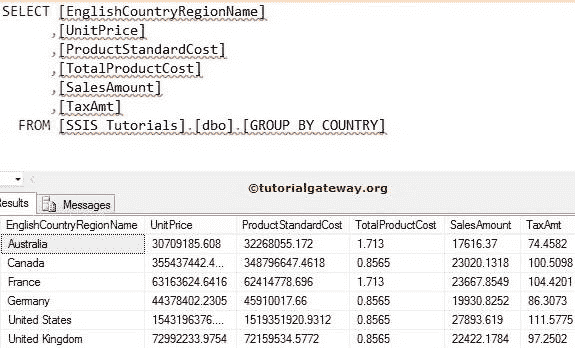 SELECT [EnglishCountryRegionName]
,[UnitPrice]
,[ProductStandardCost]
,[TotalProductCost]
,[SalesAmount]
,[TaxAmt]
FROM [SSIS Tutorials].[dbo].[GROUP BY COUNTRY]
©tutorialgateway.org
Results Messages
EnglishCountryRegionName UnitPrice ProductStandardCost TotalProductCost SalesAmount TaxAmt
Australia 30709185.608 32268055.172 1.713 17616.37 74.4582
Canada 355437442.4... 348796647.4618 0.8565 23020.1318 100.5098
France 63163624.6416 62414778.696 1.713 23667.8549 104.4201
Germany 44378402.2305 45910017.66 0.8565 19930.8252 86.3073
United States 1543196376.... 1519351920.9312 0.8565 27893.619 111.5775
United Kingdom 72992233.9754 72159534.5772 0.8565 22422.1784 97.2502